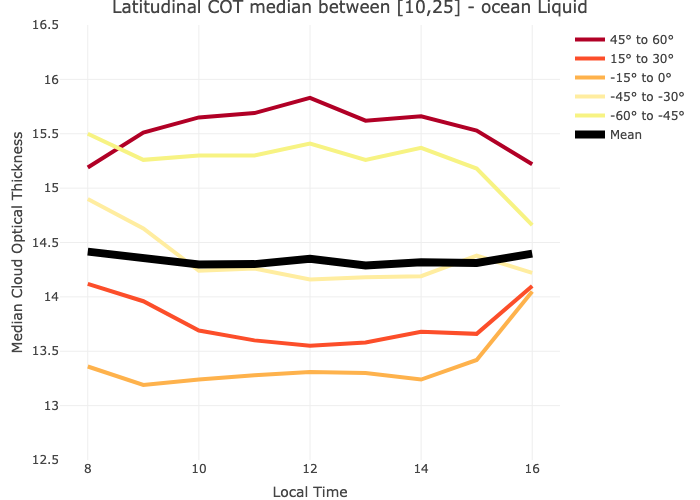 Latitudinal COT median between [10,25] - ocean Liquid
16.5
16
15.5
15
14.5
14
13.5
13
12.5
Median Cloud Optical Thickness
8
10
12
14
16
Local Time
45° to 60°
15° to 30°
-15° to 0°
-45° to -30°
-60° to -45°
Mean